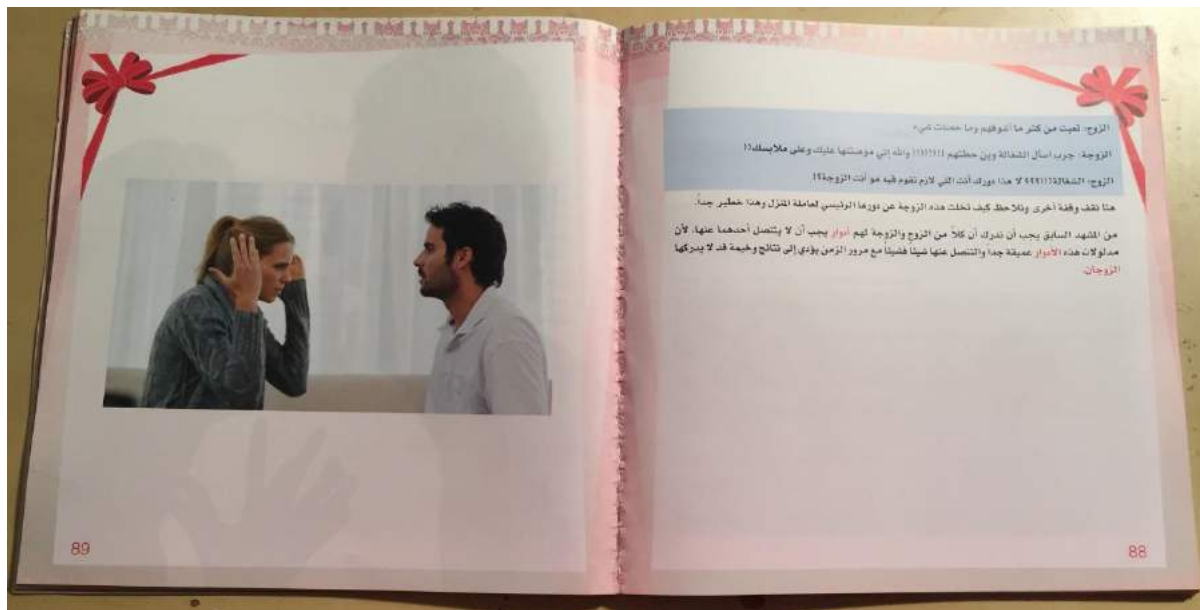 الزوج: تعبت من كثر ما أشوفهم وما حصلت شيء
الزوجة: جرب اسأل الشغالة وين حطتهم !!!!!!! والله إني موصيتها عليك وعلى ملابسك!!
الزوج: الشغالة!!!؟؟؟؟ لا هذا دورك أنت اللي لازم تقوم فيه مو أنت الزوجة؟!
هنا نقف وقفة أخرى ونلاحظ كيف تخلت هذه الزوجة عن دورها الرئيسي لعاملة المنزل وهذا خطير جداً.
من المشهد السابق يجب أن ندرك أن كلاً من الزوج والزوجة لهم أدوار يجب أن لا يتنصل أحدهما عنها، لأن
مدلولات هذه الأدوار عميقة جداً والتنصل عنها شيئاً فشيئاً مع مرور الزمن يؤدي إلى نتائج وخيمة قد لا يدركها
الزوجان.
88
89